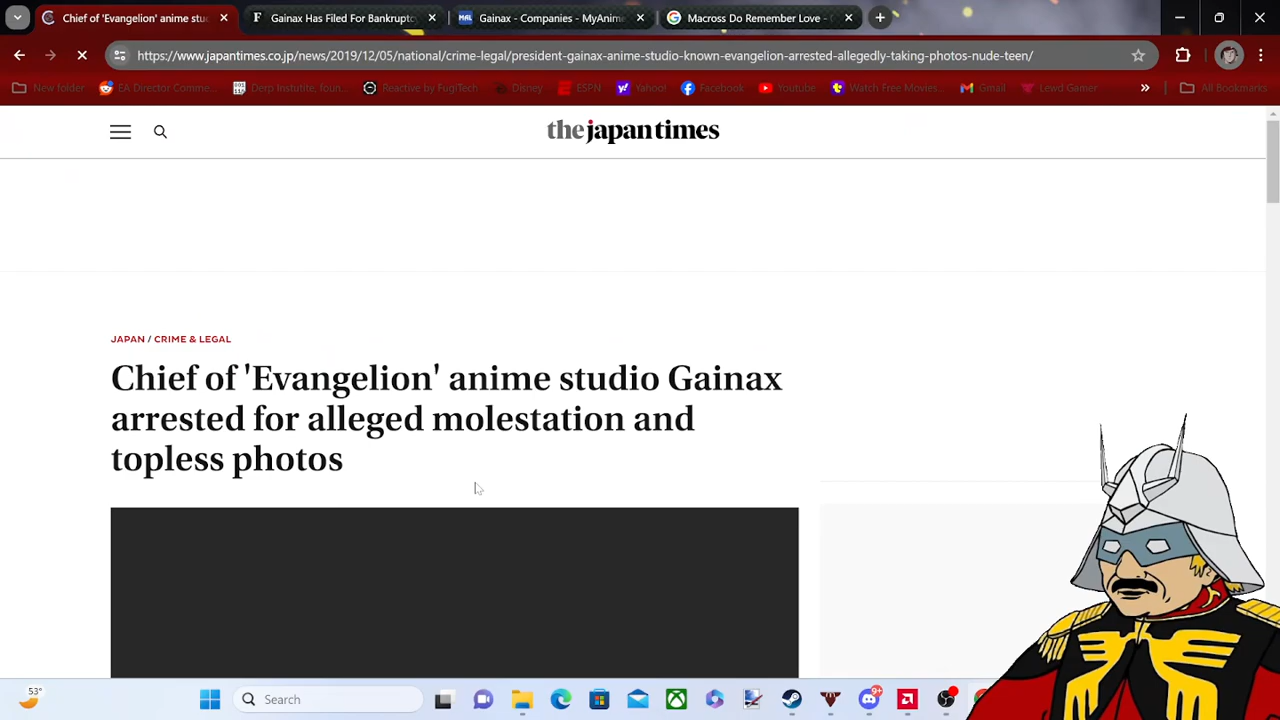 Chief of 'Evangelion' anime stu
Gainax Has Filed For Bankruptc
MAL
Gainax - Companies - MyAnim
Macross Do Remember Love -
https://www.japantimes.co.jp/news/2019/12/05/national/crime-legal/president-gainax-anime-studio-known-evangelion-arrested-allegedly-taking-photos-nude-teen/
New folder
EA Director Comme...
Derp Instutite, foun...
Reactive by FugiTech
Disney
ESPN
Yahoo!
Facebook
Youtube
Watch Free Movies...
Gmail
Lewd Gamer
All Bookmarks
the japan times
JAPAN / CRIME & LEGAL
Chief of 'Evangelion' anime studio Gainax
arrested for alleged molestation and
topless photos
53°
Search
9+